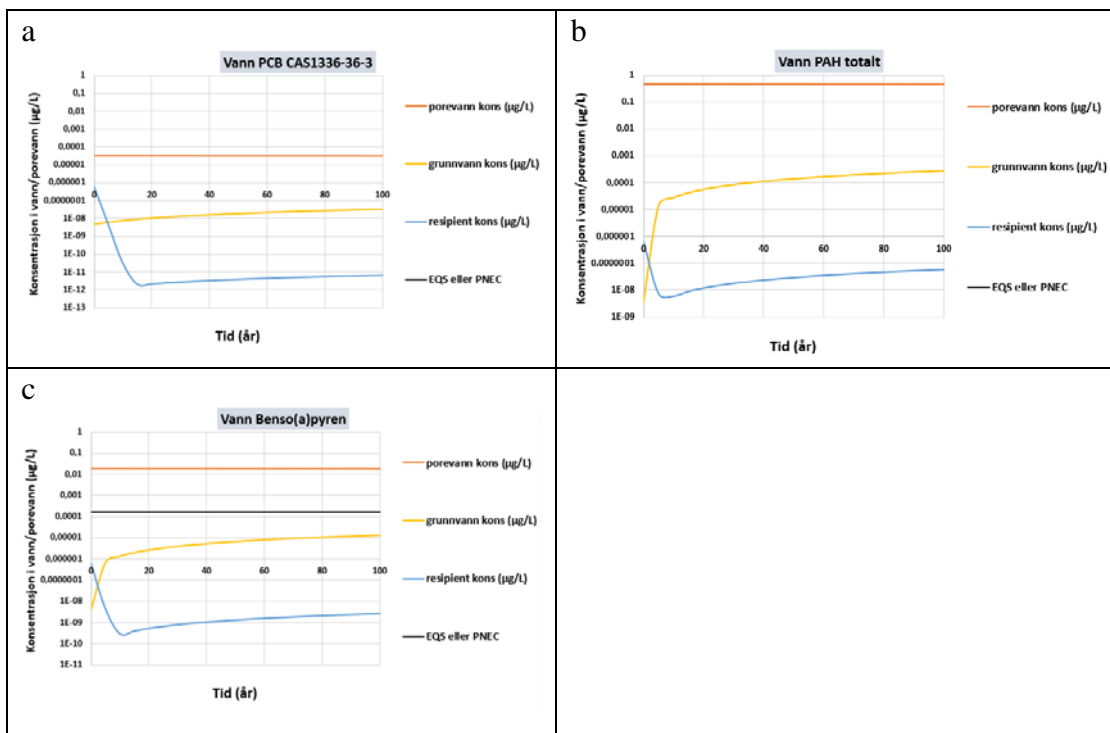 a
Vann PCB CAS1336-36-3
Konsentrasjon i vann/porevann (µg/L)
1
0,1
0,01
0,001
0,0001
0,00001
0,000001
0,0000001
1E-08
1E-09
1E-10
1E-11
1E-12
1E-13
0
20
40
60
80
100
Tid (år)
porevann kons (µg/L)
grunnvann kons (µg/L)
resipient kons (µg/L)
EQS eller PNEC
b
Vann PAH totalt
Konsentrasjon i vann/porevann (µg/L)
1
0,1
0,01
0,001
0,0001
0,00001
0,000001
0,0000001
1E-08
1E-09
0
20
40
60
80
100
Tid (år)
porevann kons (µg/L)
grunnvann kons (µg/L)
resipient kons (µg/L)
EQS eller PNEC
c
Vann Benso(a)pyren
Konsentrasjon i vann/porevann (µg/L)
1
0,1
0,01
0,001
0,0001
0,00001
0,000001
0,0000001
1E-08
1E-09
1E-10
1E-11
0
20
40
60
80
100
Tid (år)
porevann kons (µg/L)
grunnvann kons (µg/L)
resipient kons (µg/L)
EQS eller PNEC